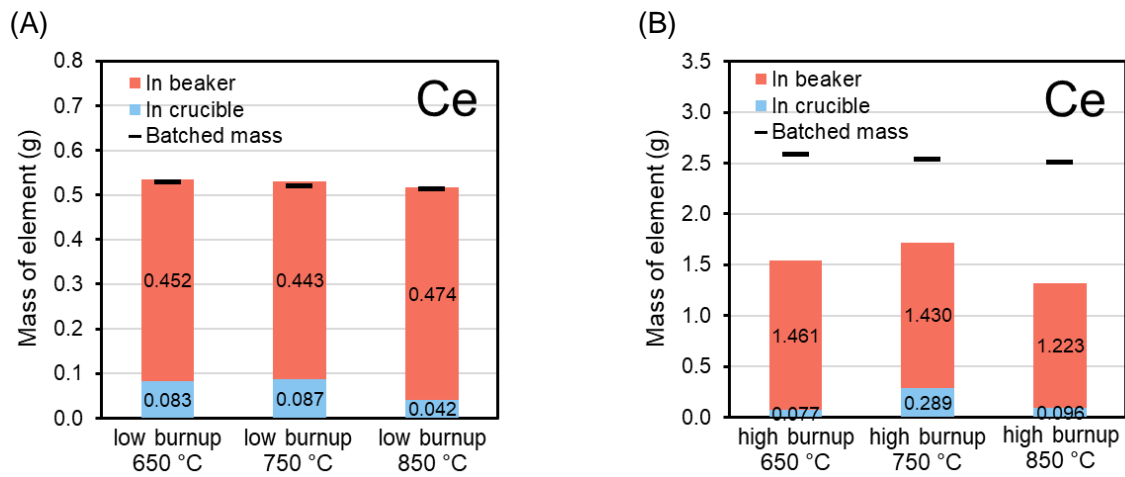 (A)
Mass of element (g)
0.8
0.7
0.6
0.5
0.4
0.3
0.2
0.1
0.0
In beaker
In crucible
Batched mass
Ce
0.452
0.443
0.474
0.083
0.087
0.042
low burnup low burnup low burnup
650 °C 750 °C 850 °C
(B)
Mass of element (g)
3.5
3.0
2.5
2.0
1.5
1.0
0.5
0.0
In beaker
In crucible
Batched mass
Ce
1.461
1.430
1.223
0.077
0.289
0.096
high burnup high burnup high burnup
650 °C 750 °C 850 °C